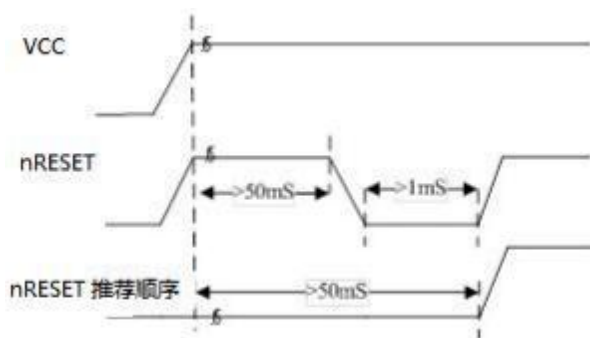 VCC
nRESET
>50mS
>1mS
nRESET 推荐顺序
>50mS